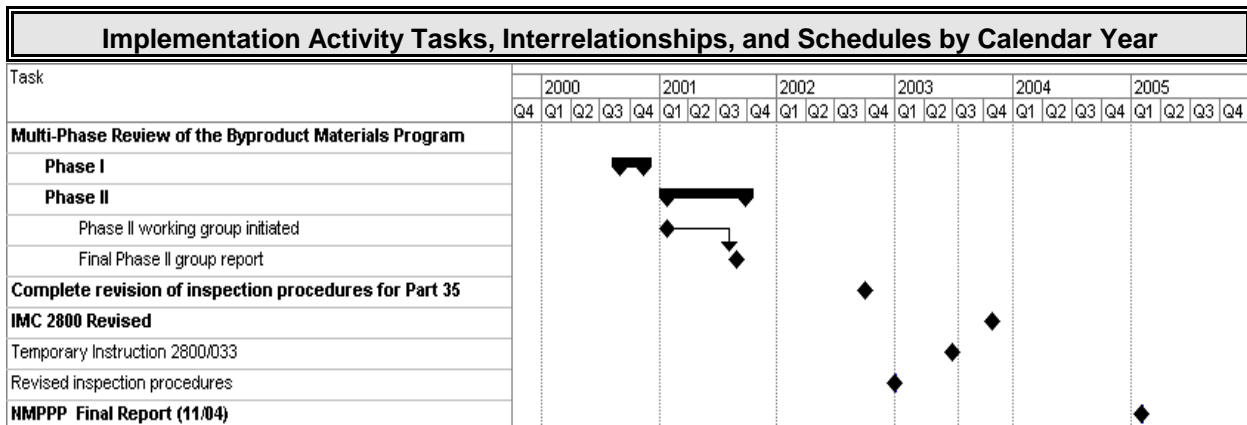 Implementation Activity Tasks, Interrelationships, and Schedules by Calendar Year
Task
2000 2001 2002 2003 2004 2005
Q4 Q1 Q2 Q3 Q4 Q1 Q2 Q3 Q4 Q1 Q2 Q3 Q4 Q1 Q2 Q3 Q4 Q1 Q2 Q3 Q4 Q1 Q2 Q3 Q4
Multi-Phase Review of the Byproduct Materials Program
Phase I
Phase II
Phase II working group initiated
Final Phase II group report
Complete revision of inspection procedures for Part 35
IMC 2800 Revised
Temporary Instruction 2800/033
Revised inspection procedures
NMPPP Final Report (11/04)